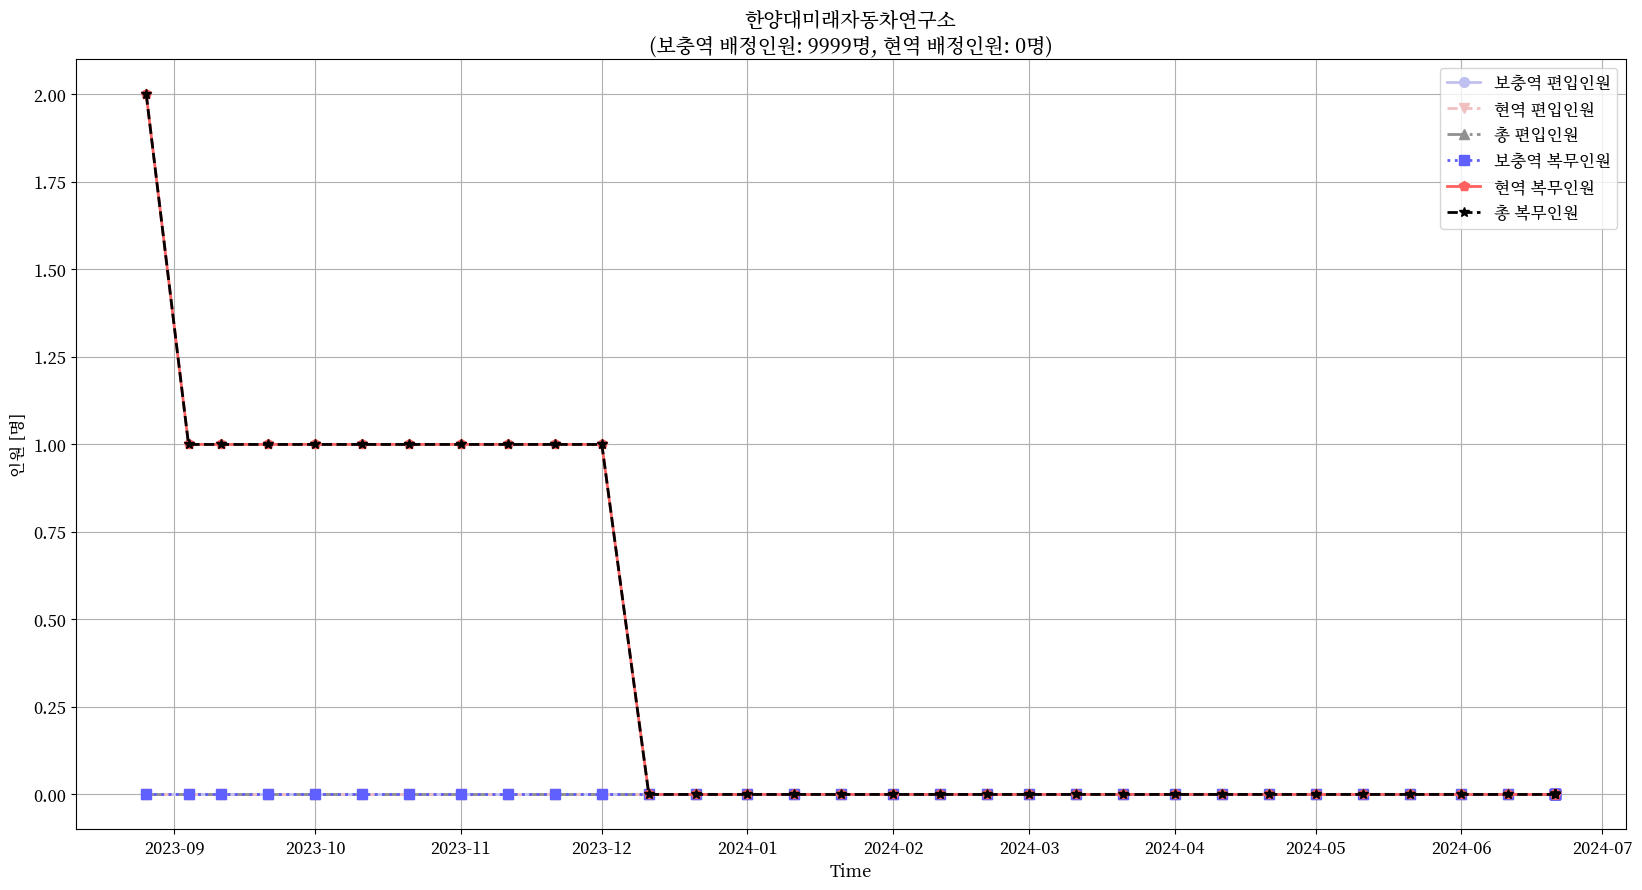 한양대미래자동차연구소
(보충역 배정인원: 9999명, 현역 배정인원: 0명)
보충역 편입인원
현역 편입인원
총 편입인원
보충역 복무인원
현역 복무인원
총 복무인원
인원 [명]
2.00
1.75
1.50
1.25
1.00
0.75
0.50
0.25
0.00
2023-09
2023-10
2023-11
2023-12
2024-01
2024-02
2024-03
2024-04
2024-05
2024-06
2024-07
Time